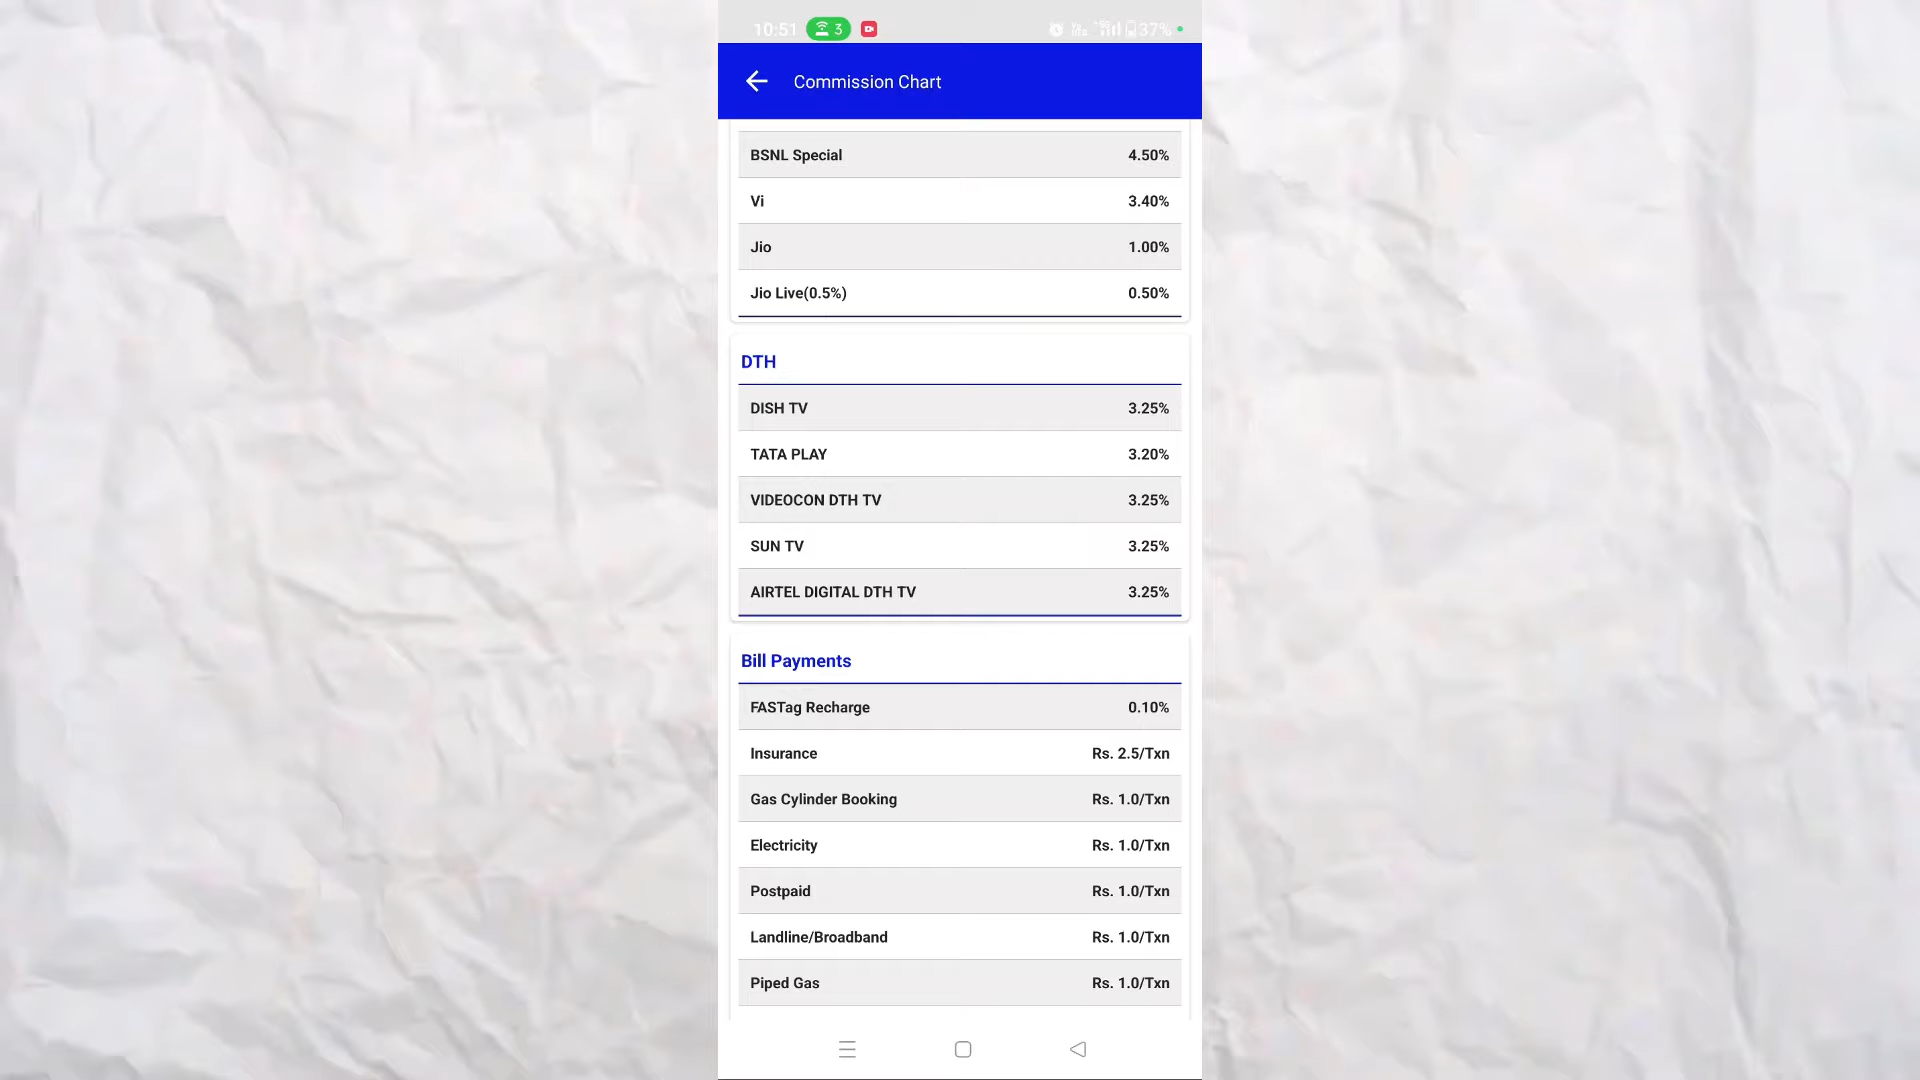 10:51 3 37%
Commission Chart
BSNL Special 4.50%
Vi 3.40%
Jio 1.00%
Jio Live(0.5%) 0.50%
DTH
DISH TV 3.25%
TATA PLAY 3.20%
VIDEOCON DTH TV 3.25%
SUN TV 3.25%
AIRTEL DIGITAL DTH TV 3.25%
Bill Payments
FASTag Recharge 0.10%
Insurance Rs. 2.5/Txn
Gas Cylinder Booking Rs. 1.0/Txn
Electricity Rs. 1.0/Txn
Postpaid Rs. 1.0/Txn
Landline/Broadband Rs. 1.0/Txn
Piped Gas Rs. 1.0/Txn